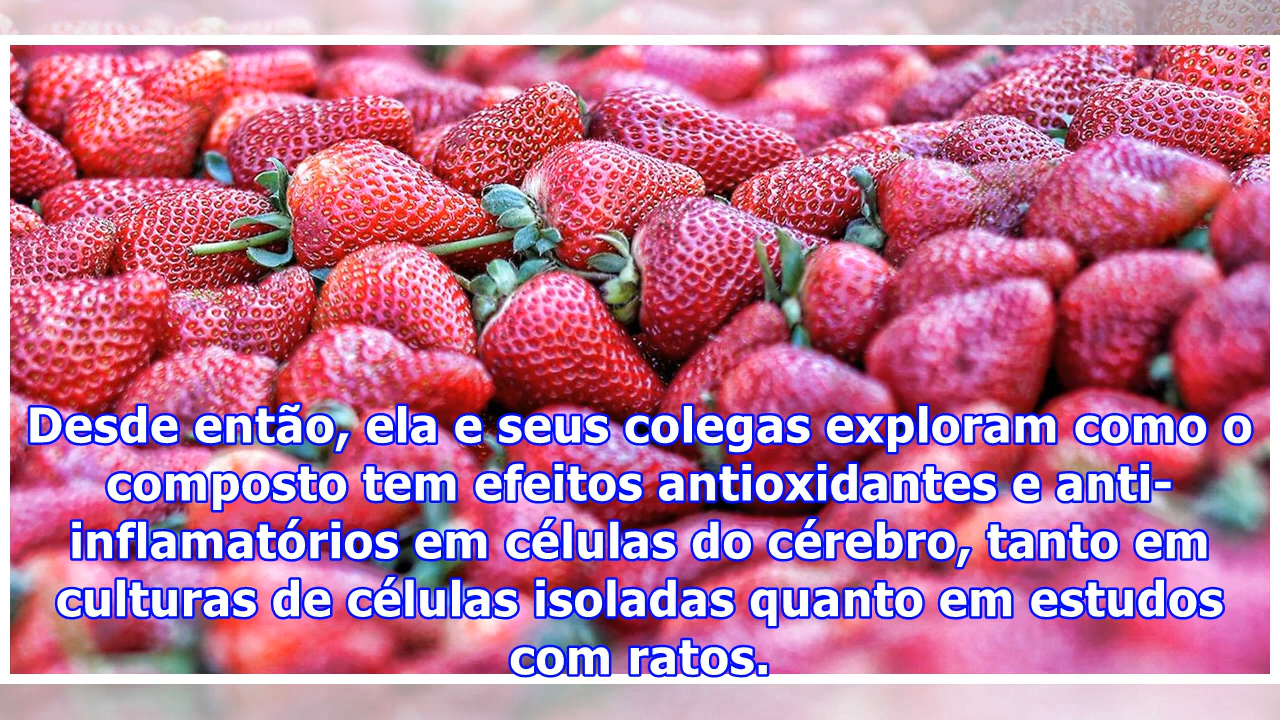 Desde então, ela e seus colegas exploram como o
composto tem efeitos antioxidantes e anti-
inflamatórios em células do cérebro, tanto em
culturas de células isoladas quanto em estudos
com ratos.